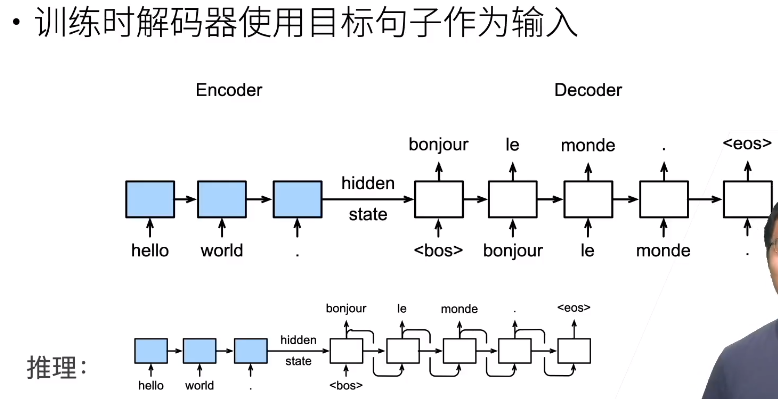 • 训练时解码器使用目标句子作为输入
Encoder Decoder
bonjour le monde . <eos>
hidden
state
hello world . <bos> bonjour le monde .
bonjour le monde . <eos>
hidden
推理：
state
hello world . <bos>